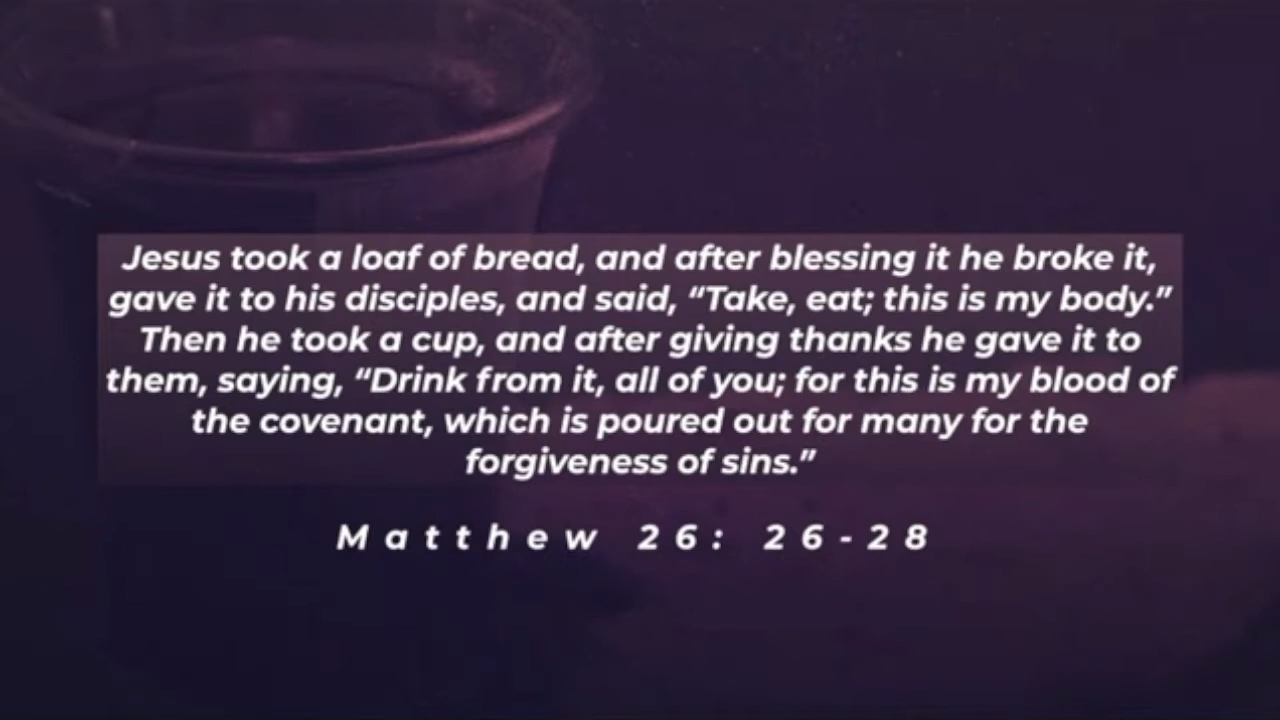 Jesus took a loaf of bread, and after blessing it he broke it,
gave it to his disciples, and said, “Take, eat; this is my body.”
Then he took a cup, and after giving thanks he gave it to
them, saying, “Drink from it, all of you; for this is my blood of
the covenant, which is poured out for many for the
forgiveness of sins.”
Matthew 26: 26-28